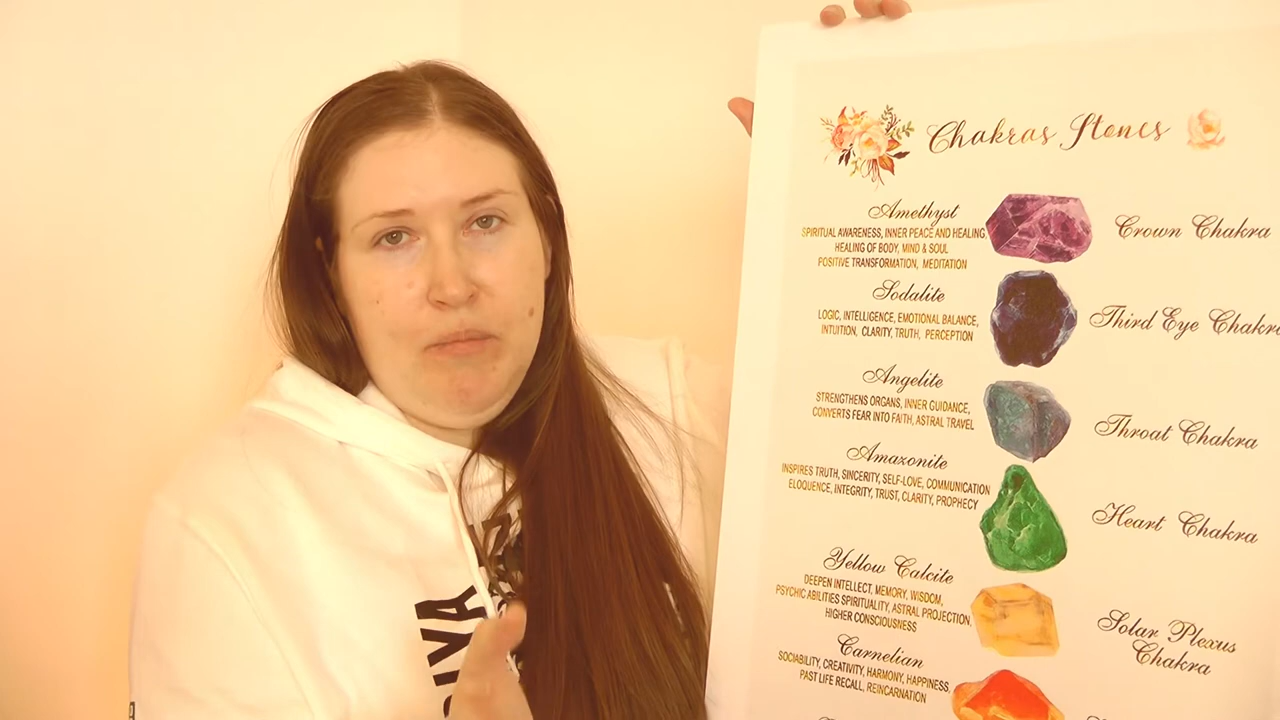 Chakras Stones
Amethyst
SPIRITUAL AWARENESS, INNER PEACE AND HEALING,
HEALING OF BODY, MIND & SOUL
POSITIVE TRANSFORMATION, MEDITATION
Crown Chakra
Sodalite
LOGIC, INTELLIGENCE, EMOTIONAL BALANCE,
INTUITION, CLARITY, TRUTH, PERCEPTION
Third Eye Chakra
Angelite
STRENGTHENS ORGANS, INNER GUIDANCE,
CONVERTS FEAR INTO FAITH, ASTRAL TRAVEL
Throat Chakra
Amazonite
INSPIRES TRUTH, SINCERITY, SELF-LOVE, COMMUNICATION
ELOQUENCE, INTEGRITY, TRUST, CLARITY, PROPHECY
Heart Chakra
Yellow Calcite
DEEPEN INTELLECT, MEMORY, WISDOM,
PSYCHIC ABILITIES SPIRITUALITY, ASTRAL PROJECTION,
HIGHER CONSCIOUSNESS
Solar Plexus
Chakra
Carnelian
SOCIABILITY, CREATIVITY, HARMONY, HAPPINESS,
PAST LIFE RECALL, REINCARNATION